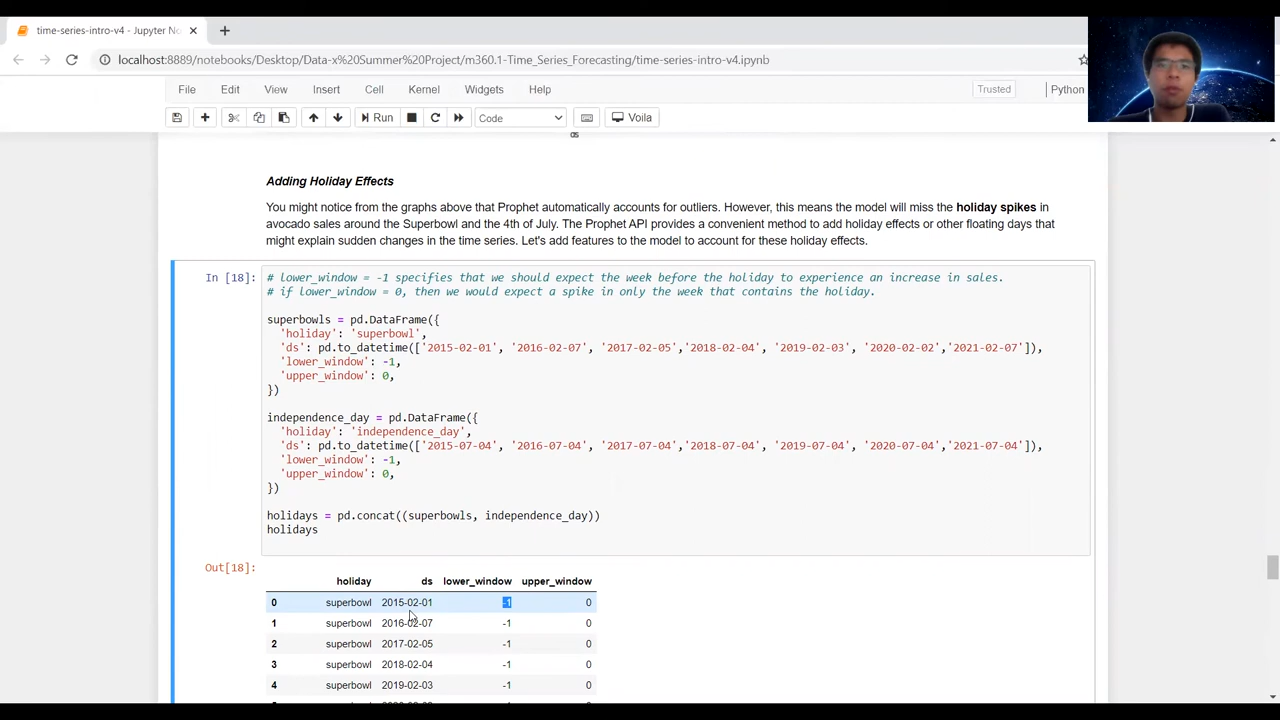 time-series-intro-v4 - Jupyter No
localhost:8889/notebooks/Desktop/Data-x%20Summer%20Project/m360.1-Time_Series_Forecasting/time-series-intro-v4.ipynb
File Edit View Insert Cell Kernel Widgets Help
Trusted
Python
Run
Code
Voila
ds
Adding Holiday Effects
You might notice from the graphs above that Prophet automatically accounts for outliers. However, this means the model will miss the holiday spikes in
avocado sales around the Superbowl and the 4th of July. The Prophet API provides a convenient method to add holiday effects or other floating days that
might explain sudden changes in the time series. Let's add features to the model to account for these holiday effects.
In [18]:
# lower_window = -1 specifies that we should expect the week before the holiday to experience an increase in sales.
# if lower_window = 0, then we would expect a spike in only the week that contains the holiday.
superbowls = pd.DataFrame({
'holiday': 'superbowl',
'ds': pd.to_datetime(['2015-02-01', '2016-02-07', '2017-02-05','2018-02-04', '2019-02-03', '2020-02-02','2021-02-07']),
'lower_window': -1,
'upper_window': 0,
})
independence_day = pd.DataFrame({
'holiday': 'independence_day',
'ds': pd.to_datetime(['2015-07-04', '2016-07-04', '2017-07-04','2018-07-04', '2019-07-04', '2020-07-04','2021-07-04']),
'lower_window': -1,
'upper_window': 0,
})
holidays = pd.concat((superbowls, independence_day))
holidays
Out[18]:
holiday ds lower_window upper_window
0 superbowl 2015-02-01 -1 0
1 superbowl 2016-02-07 -1 0
2 superbowl 2017-02-05 -1 0
3 superbowl 2018-02-04 -1 0
4 superbowl 2019-02-03 -1 0